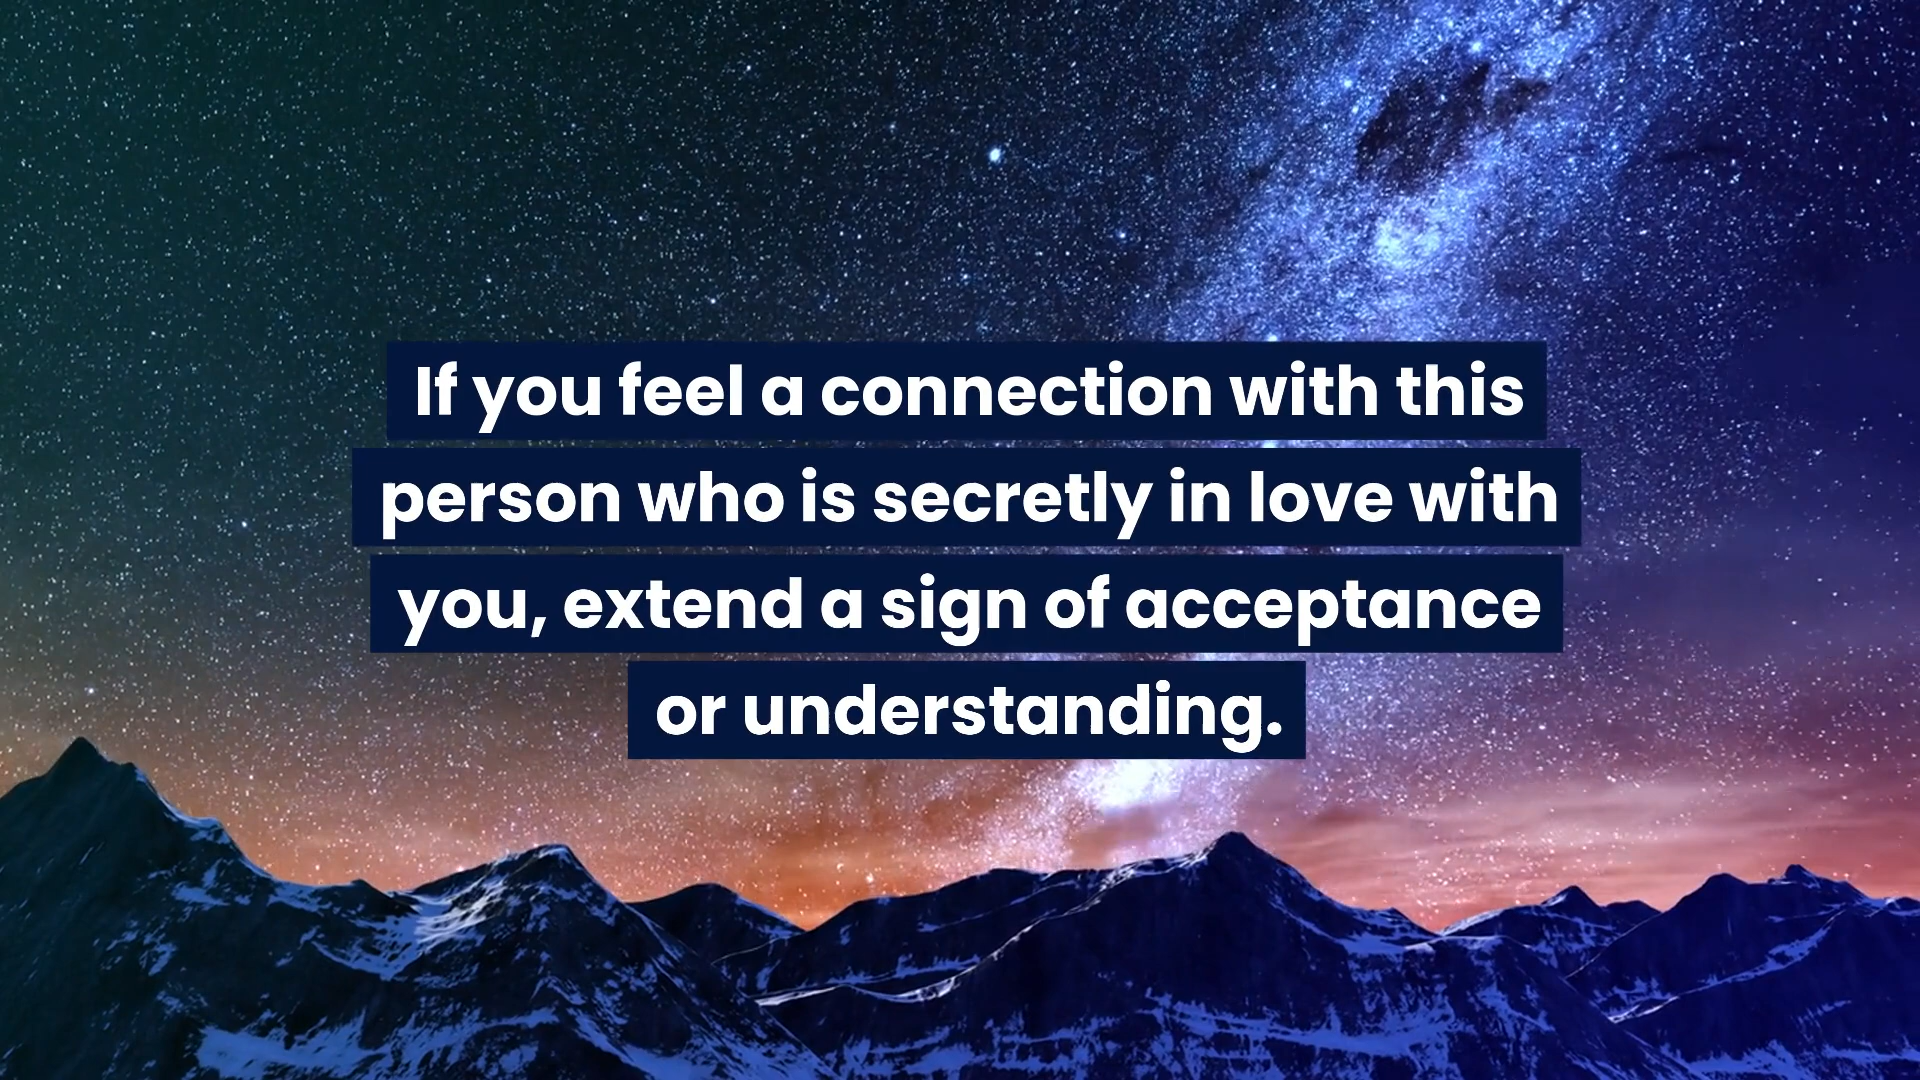 If you feel a connection with this
person who is secretly in love with
you, extend a sign of acceptance
or understanding.